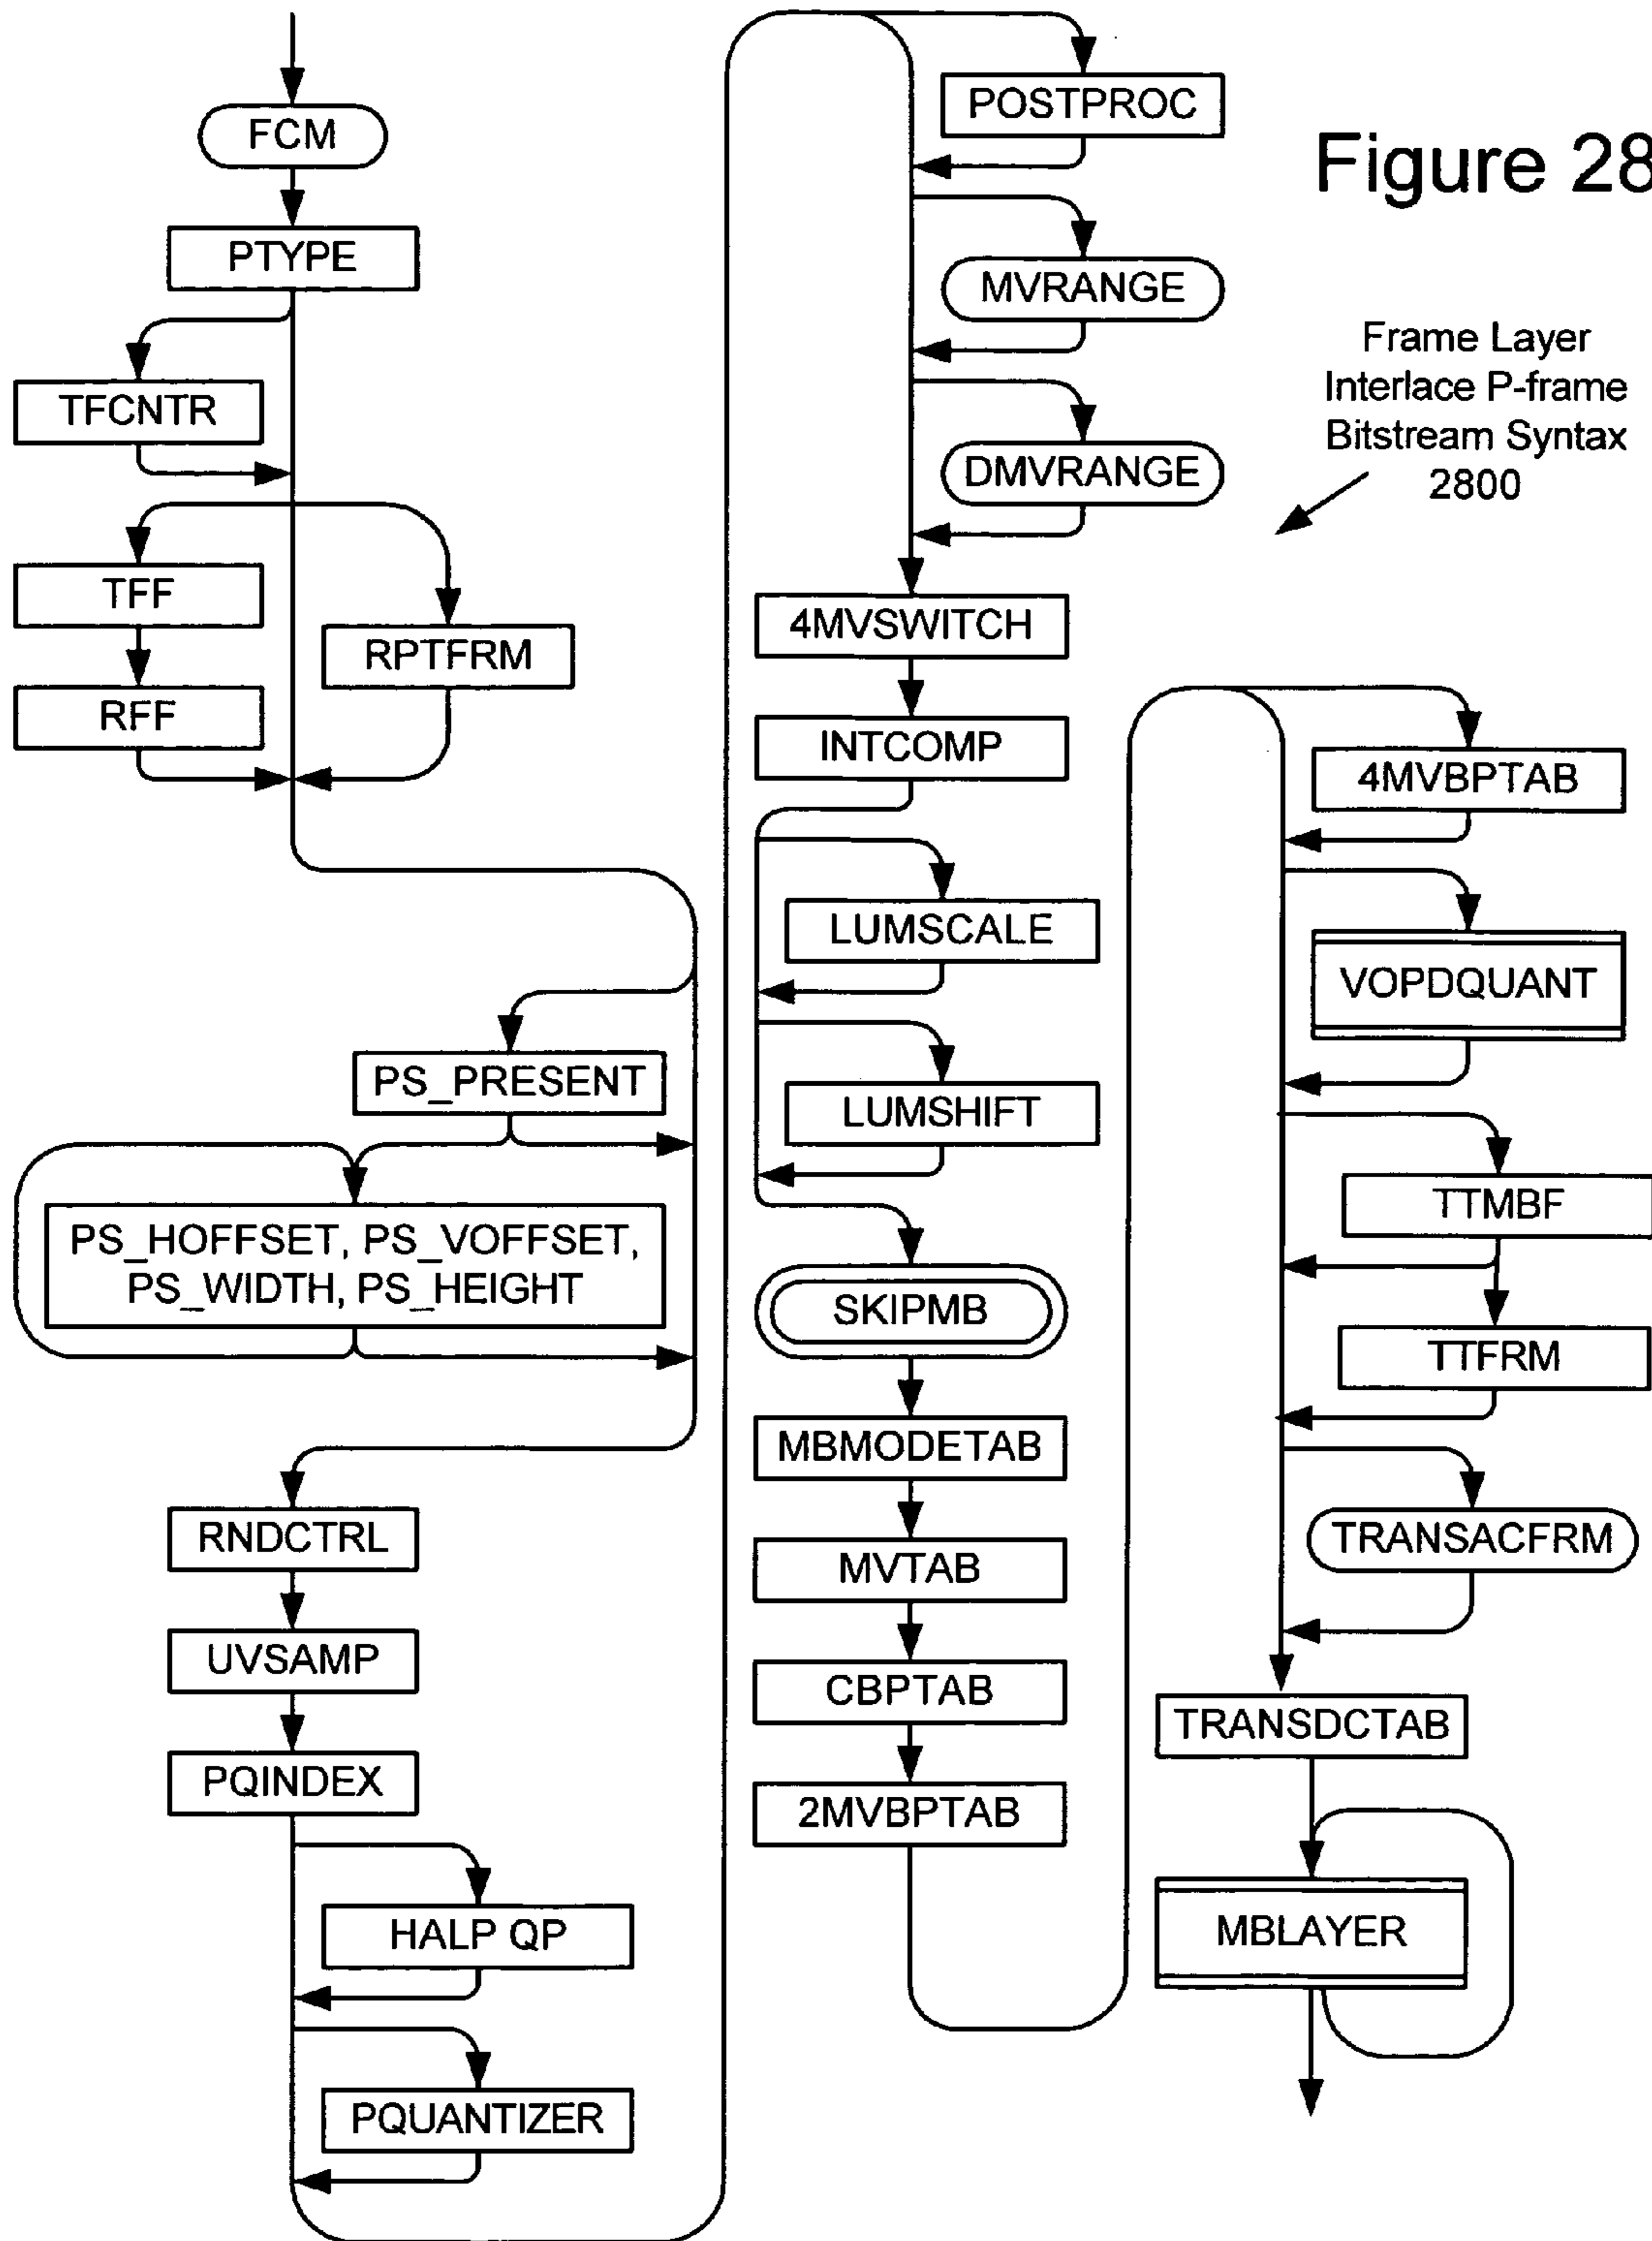 FCM
PTYPE
TFCNTR
TFF
RFF
RPTFRM
PS_PRESENT
PS_HOFFSET, PS_VOFFSET,
PS_WIDTH, PS_HEIGHT
RNDCTRL
UVSAMP
PQINDEX
HALP QP
PQUANTIZER
POSTPROC
MVRANGE
DMVRANGE
4MVSWITCH
INTCOMP
LUMSCALE
LUMSHIFT
SKIPMB
MBMODETAB
MVTAB
CBPTAB
2MVBPTAB
Figure 28
Frame Layer
Interlace P-frame
Bitstream Syntax
2800
4MVBPTAB
VOPDQUANT
TTMBF
TTFRM
TRANSACFRM
TRANSDCTAB
MBLAYER